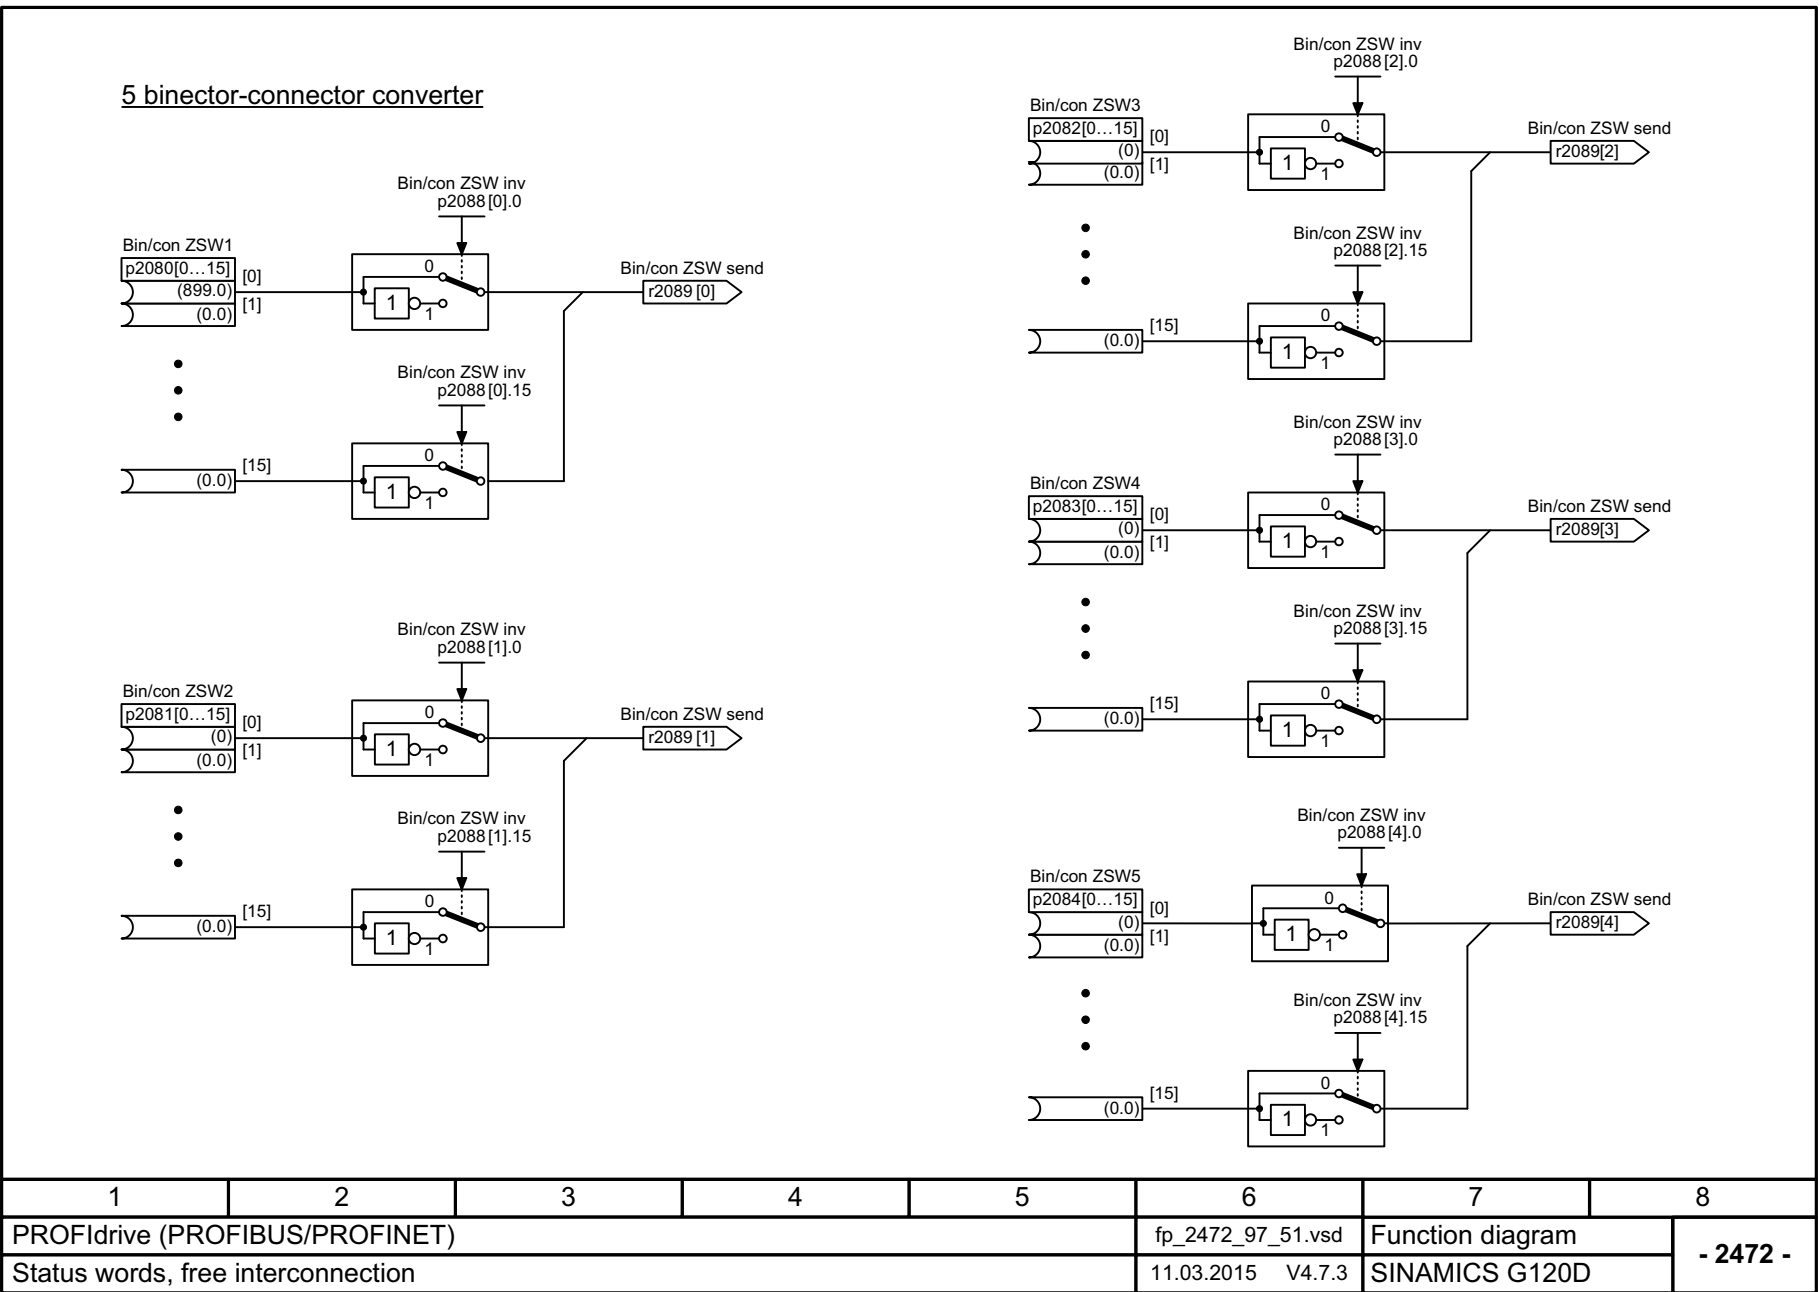 5 binector-connector converter
Bin/con ZSW inv
p2088[0].0
Bin/con ZSW1
p2080[0...15]
[0]
(899.0)
[1]
(0.0)
0
1
1
Bin/con ZSW send
r2089[0]
Bin/con ZSW inv
p2088[0].15
[15]
(0.0)
0
1
1
Bin/con ZSW inv
p2088[1].0
Bin/con ZSW2
p2081[0...15]
[0]
(0)
[1]
(0.0)
0
1
1
Bin/con ZSW send
r2089[1]
Bin/con ZSW inv
p2088[1].15
[15]
(0.0)
0
1
1
Bin/con ZSW inv
p2088[2].0
Bin/con ZSW3
p2082[0...15]
[0]
(0)
[1]
(0.0)
0
1
1
Bin/con ZSW send
r2089[2]
Bin/con ZSW inv
p2088[2].15
[15]
(0.0)
0
1
1
Bin/con ZSW inv
p2088[3].0
Bin/con ZSW4
p2083[0...15]
[0]
(0)
[1]
(0.0)
0
1
1
Bin/con ZSW send
r2089[3]
Bin/con ZSW inv
p2088[3].15
[15]
(0.0)
0
1
1
Bin/con ZSW inv
p2088[4].0
Bin/con ZSW5
p2084[0...15]
[0]
(0)
[1]
(0.0)
0
1
1
Bin/con ZSW send
r2089[4]
Bin/con ZSW inv
p2088[4].15
[15]
(0.0)
0
1
1
1 2 3 4 5 6 7 8
PROFIdrive (PROFIBUS/PROFINET) fp_2472_97_51.vsd Function diagram
- 2472 -
Status words, free interconnection 11.03.2015 V4.7.3 SINAMICS G120D